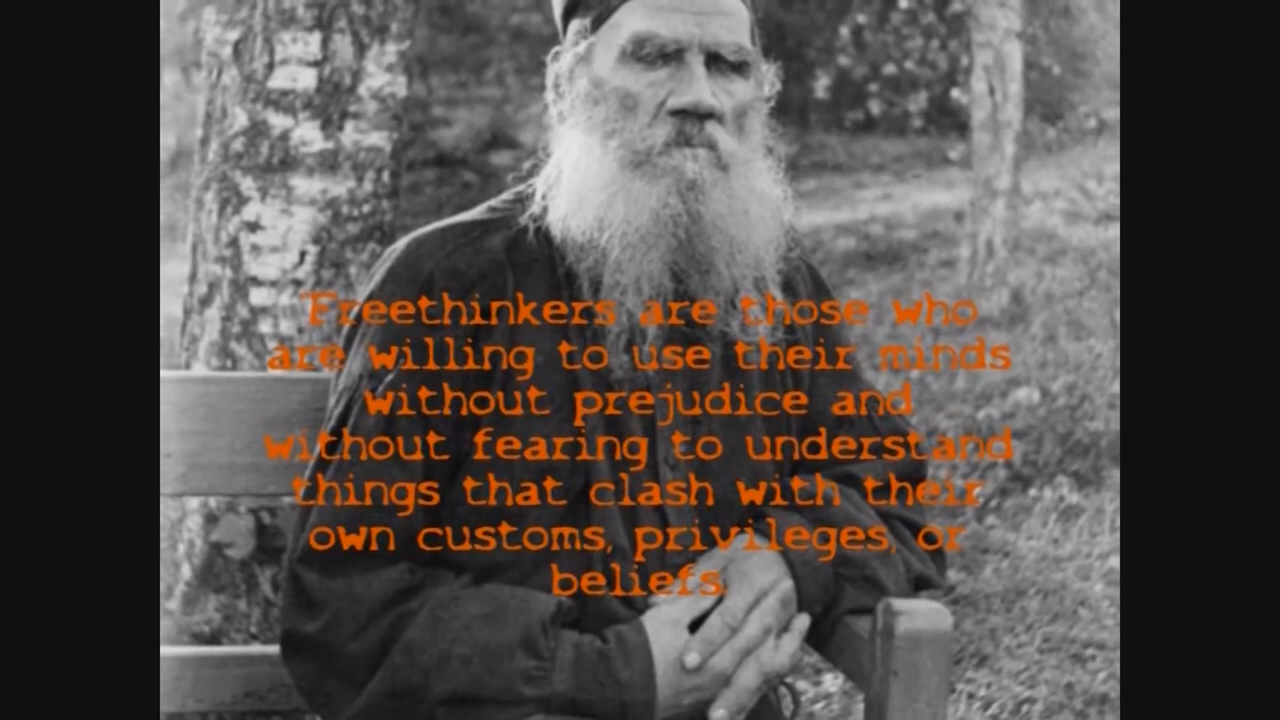 "Freethinkers are those who
are willing to use their minds
without prejudice and
without fearing to understand
things that clash with their
own customs, privileges, or
beliefs.